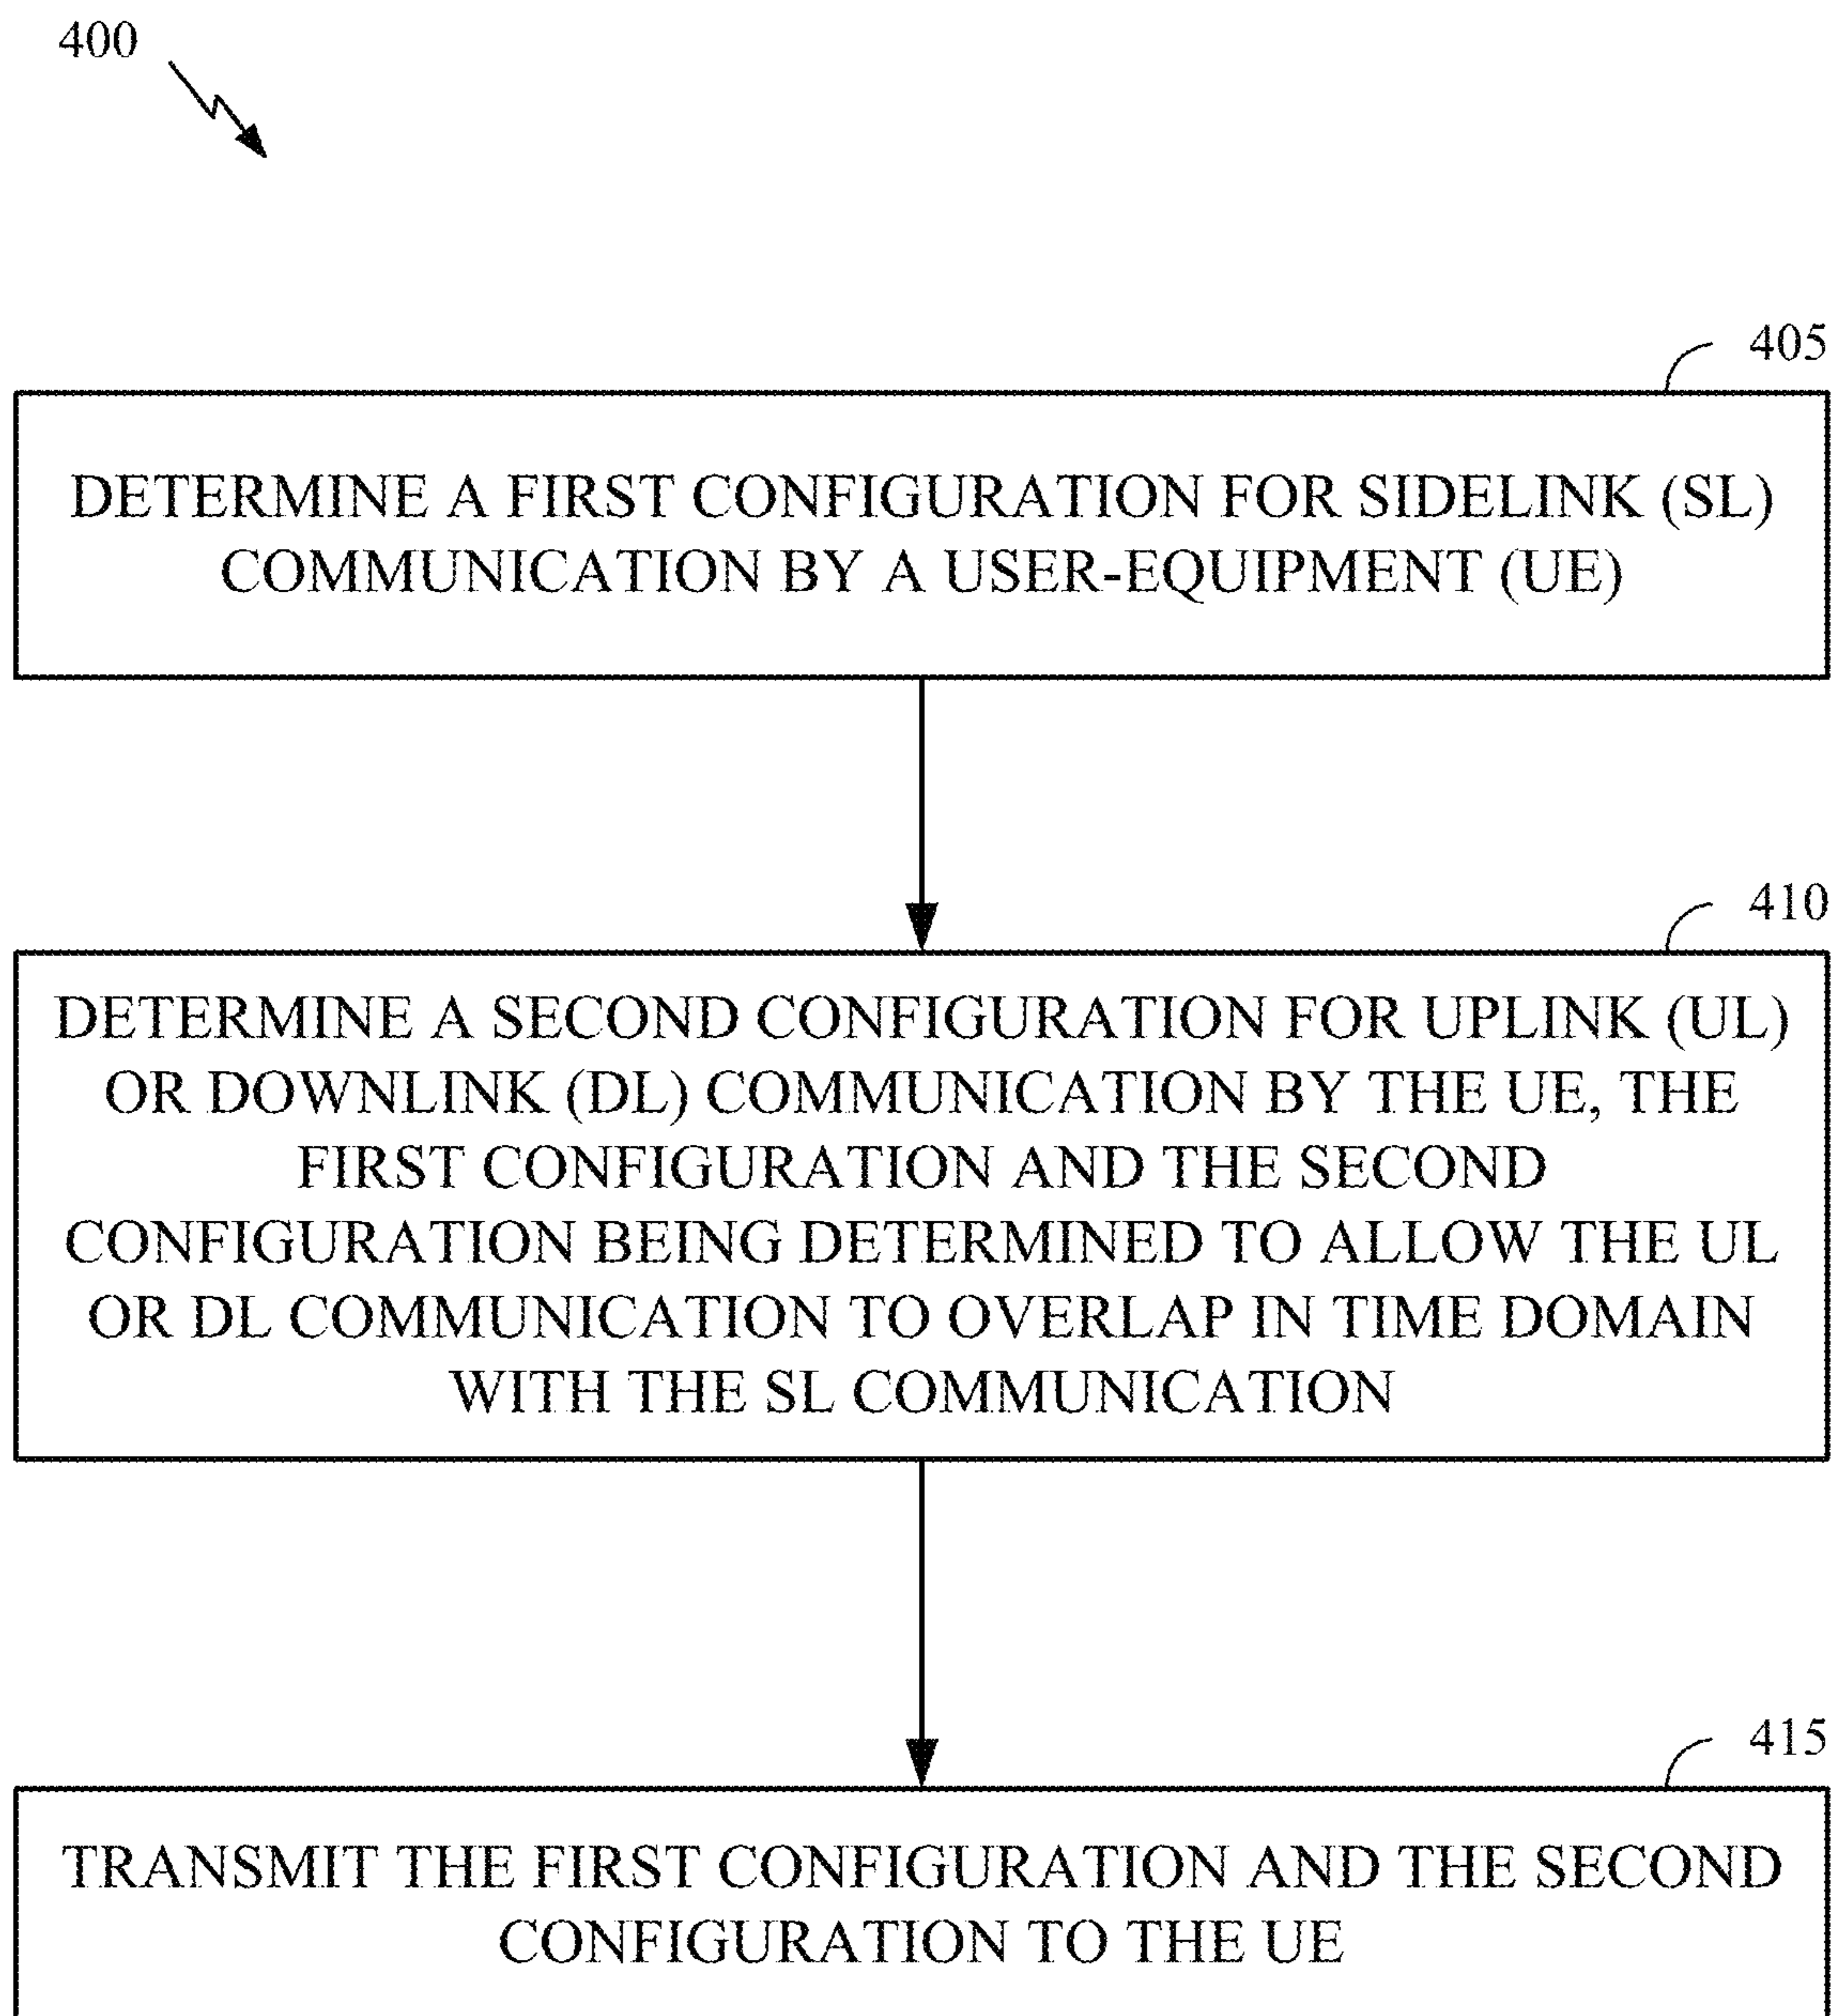 400
405
DETERMINE A FIRST CONFIGURATION FOR SIDELINK (SL)
COMMUNICATION BY A USER-EQUIPMENT (UE)
410
DETERMINE A SECOND CONFIGURATION FOR UPLINK (UL)
OR DOWNLINK (DL) COMMUNICATION BY THE UE, THE
FIRST CONFIGURATION AND THE SECOND
CONFIGURATION BEING DETERMINED TO ALLOW THE UL
OR DL COMMUNICATION TO OVERLAP IN TIME DOMAIN
WITH THE SL COMMUNICATION
415
TRANSMIT THE FIRST CONFIGURATION AND THE SECOND
CONFIGURATION TO THE UE